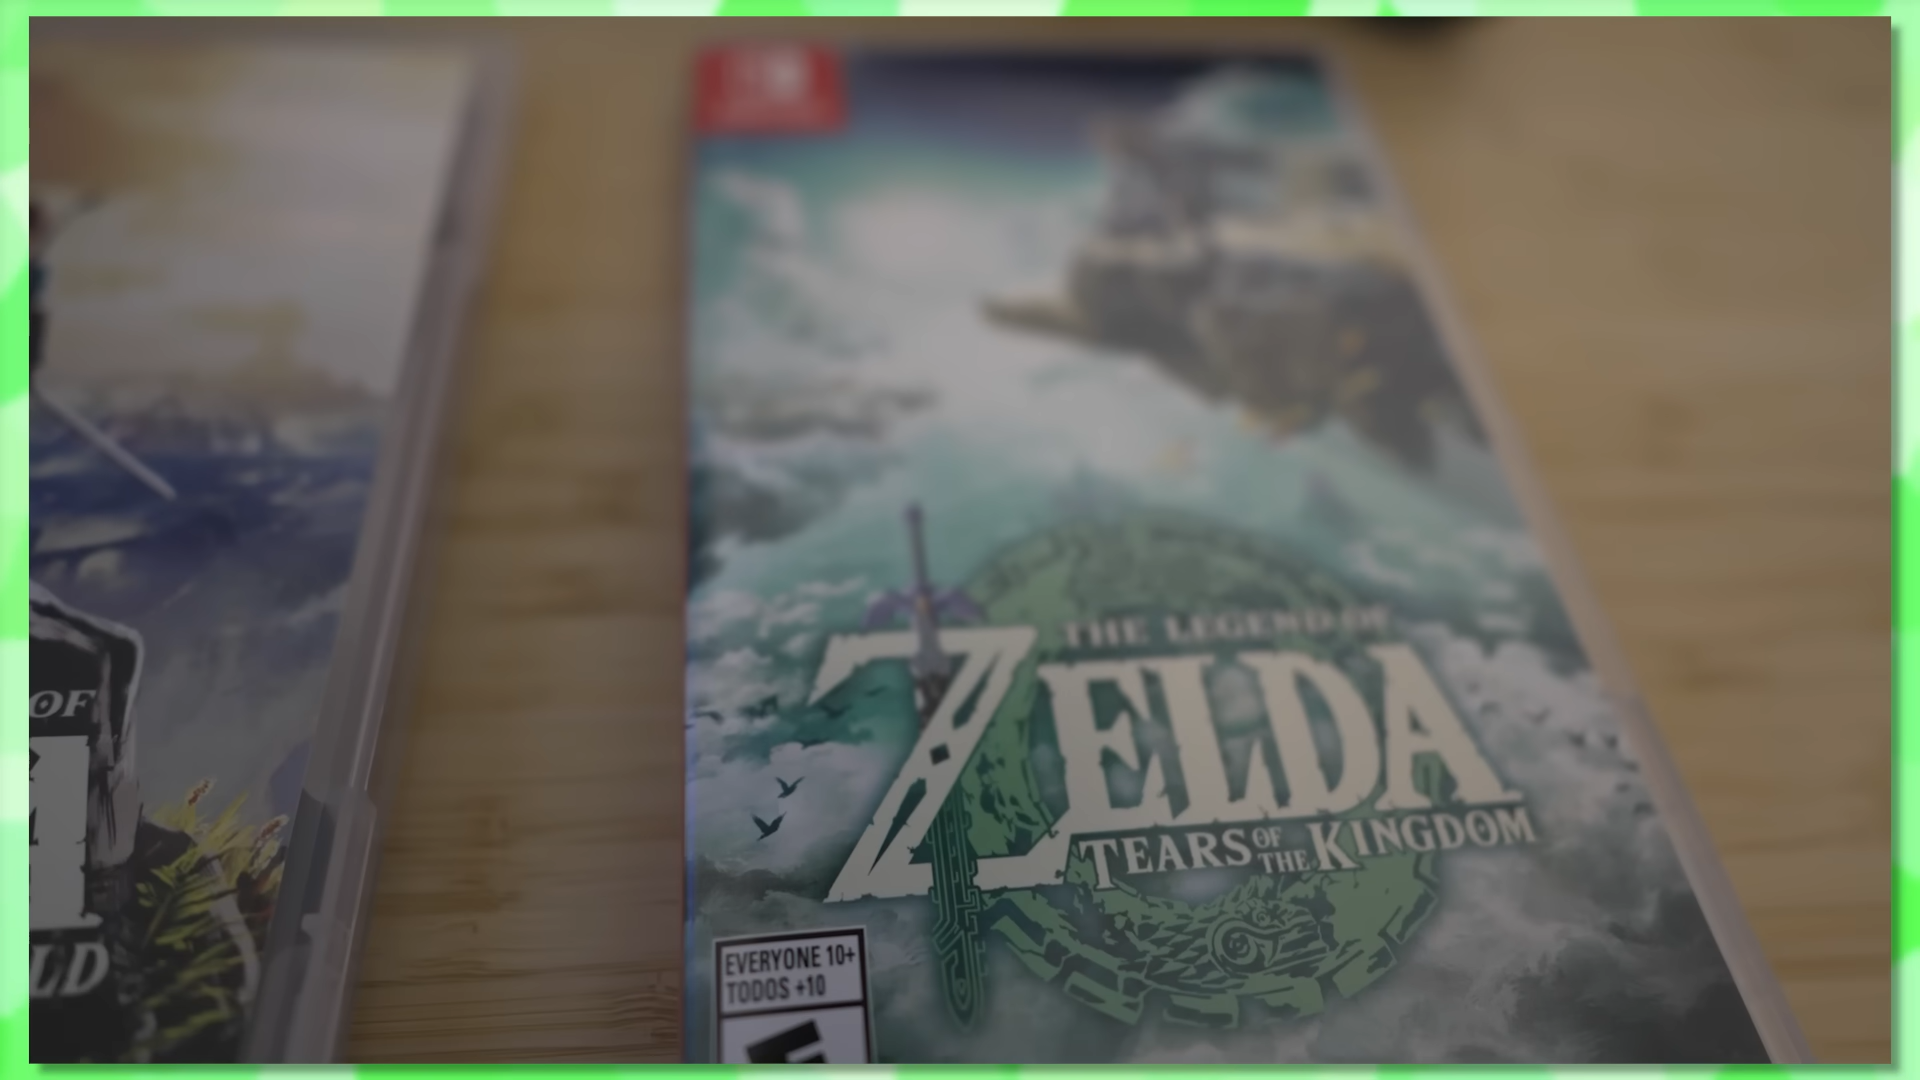 OF
LD
THE LEGEND OF
ZELDA
TEARS OF THE KINGDOM
EVERYONE 10+
TODOS +10
E